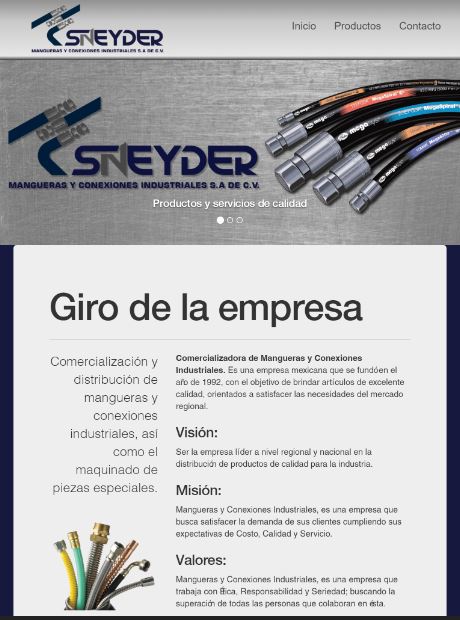 SNEYDER
MANGUERAS Y CONEXIONES INDUSTRIALES S.A DE C.V.
Inicio Productos Contacto
SNEYDER
MANGUERAS Y CONEXIONES INDUSTRIALES S.A DE C.V.
Productos y servicios de calidad
Giro de la empresa
Comercialización y
distribución de
mangueras y
conexiones
industriales, así
como el
maquinado de
piezas especiales.
Comercializadora de Mangueras y Conexiones
Industriales. Es una empresa mexicana que se fundóen el
año de 1992, con el objetivo de brindar artículos de excelente
calidad, orientados a satisfacer las necesidades del mercado
regional.
Visión:
Ser la empresa líder a nivel regional y nacional en la
distribución de productos de calidad para la industria.
Misión:
Mangueras y Conexiones Industriales, es una empresa que
busca satisfacer la demanda de sus clientes cumpliendo sus
expectativas de Costo, Calidad y Servicio.
Valores:
Mangueras y Conexiones Industriales, es una empresa que
trabaja con Ética, Responsabilidad y Seriedad; buscando la
superación de todas las personas que colaboran en ésta.